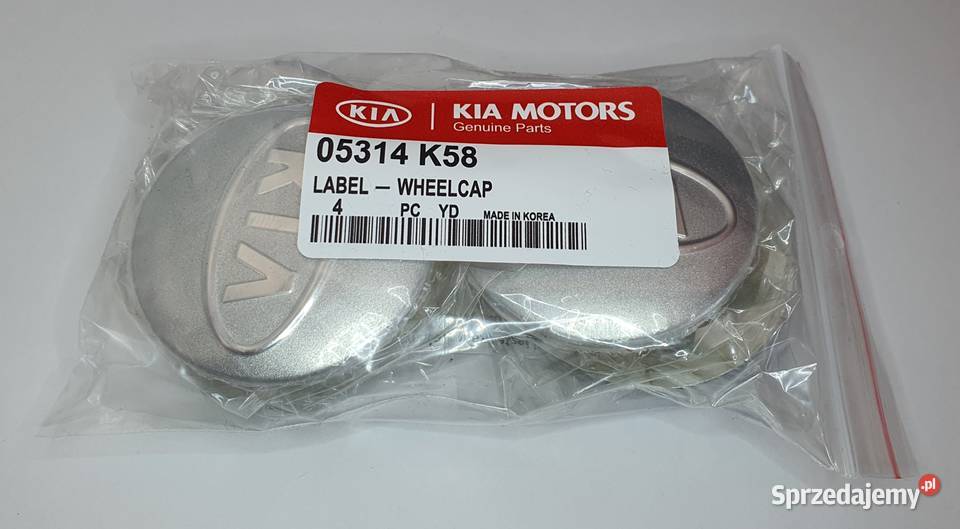 KIA
KIA MOTORS
Genuine Parts
05314 K58
LABEL — WHEELCAP
4 PC YD MADE IN KOREA
KIA
Sprzedajemy.pl